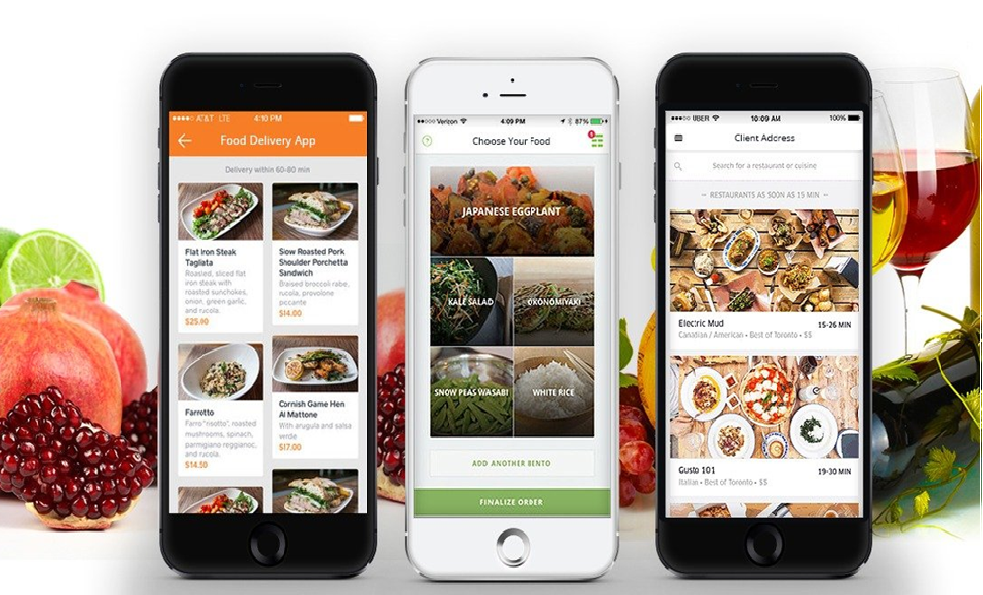 AT&T LTE 4:10 PM
Food Delivery App
Delivery within 60-80 min
Flat Iron Steak
Tagliata
Roasted, sliced flat
iron steak with
roasted sunchokes,
onion, green garlic,
and rucola.
$25.00
Slow Roasted Pork
Shoulder Porchetta
Sandwich
Braised broccoli rabe,
rucola, provolone
piccante
$14.00
Farrotto
Farro "risotto", roasted
mushrooms, spinach,
parmigiano reggianoc,
and rucola.
$14.50
Cornish Game Hen
Al Mattone
With arugula and salsa
verde
$17.00
Verizon 4:09 PM 87%
? Choose Your Food 1
JAPANESE EGGPLANT
KALE SALAD
OKONOMIYAKI
SNOW PEAS WASABI
WHITE RICE
ADD ANOTHER BENTO
FINALIZE ORDER
UBER 10:09 AM 100%
Client Address
Search for a restaurant or cuisine
RESTAURANTS AS SOON AS 15 MIN
Electric Mud 15-26 MIN
Canadian / American • Best of Toronto • $$
Gusto 101 19-30 MIN
Italian • Best of Toronto • $$